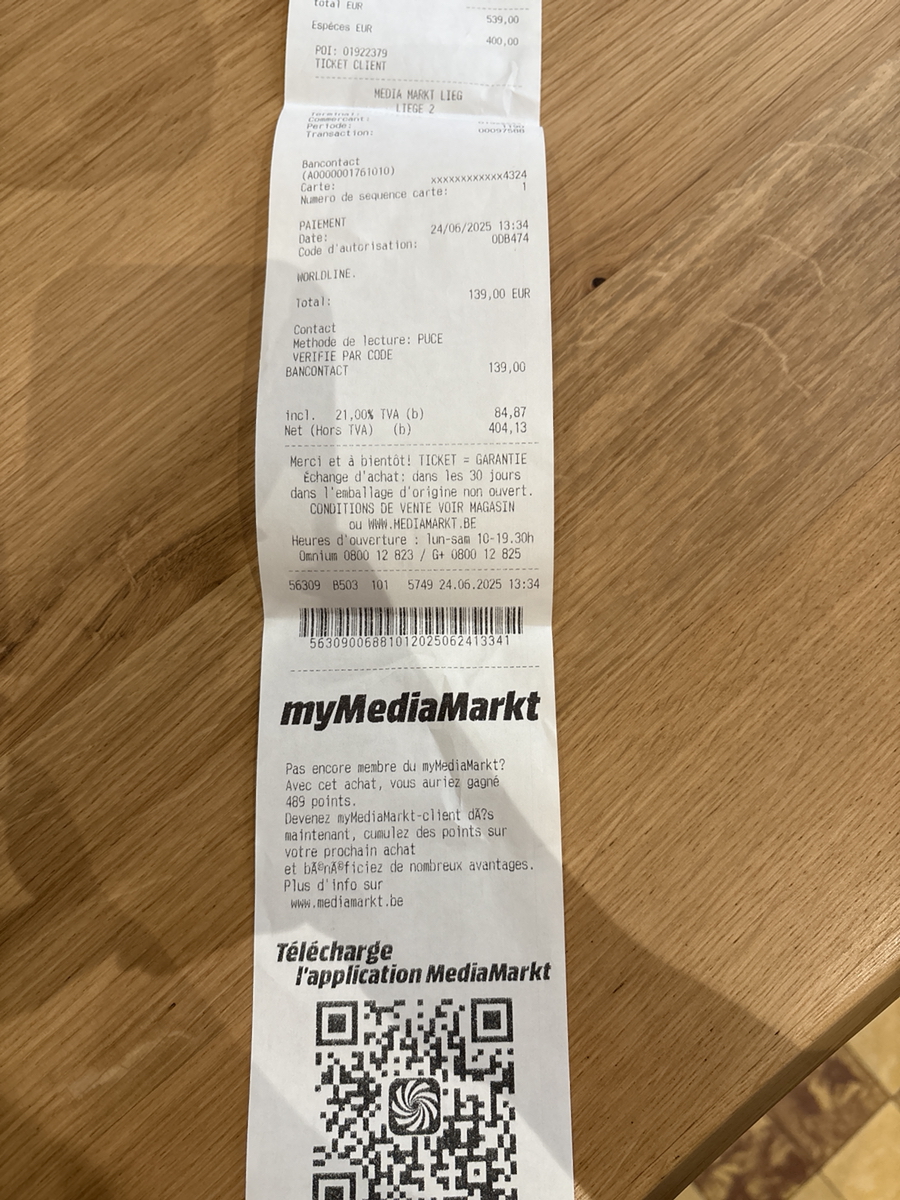 Total EUR 539,00
Espèces EUR 400,00
POI: 01922379
TICKET CLIENT
MEDIA MARKT LIEG
LIEGE 2
Terminal:
Commercant:
Periode:
Transaction: 00097588
Bancontact
(A0000001761010)
Carte: xxxxxxxxxxxx4324
Numero de sequence carte: 1
PAIEMENT
Date: 24/06/2025 13:34
Code d'autorisation: 0DB474
WORLDLINE.
Total: 139,00 EUR
Contact
Methode de lecture: PUCE
VERIFIE PAR CODE
BANCONTACT 139,00
incl. 21,00% TVA (b) 84,87
Net (Hors TVA) (b) 404,13
Merci et à bientôt! TICKET = GARANTIE
Échange d'achat: dans les 30 jours
dans l'emballage d'origine non ouvert.
CONDITIONS DE VENTE VOIR MAGASIN
ou WWW.MEDIAMARKT.BE
Heures d'ouverture : lun-sam 10-19.30h
Omnium 0800 12 823 / G+ 0800 12 825
56309 B503 101 5749 24.06.2025 13:34
5630900688101202506241334​1
myMediaMarkt
Pas encore membre du myMediaMarkt?
Avec cet achat, vous auriez gagné
489 points.
Devenez myMediaMarkt-client dÃ?s
maintenant, cumulez des points sur
votre prochain achat
et bÃ©nÃ©ficiez de nombreux avantages.
Plus d'info sur
www.mediamarkt.be
Télécharge
l'application MediaMarkt